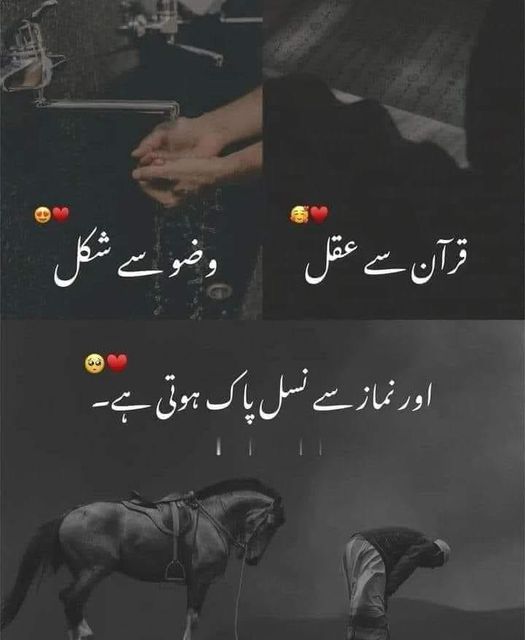 قرآن سے عقل
وضو سے شکل
اور نماز سے نسل پاک ہوتی ہے۔